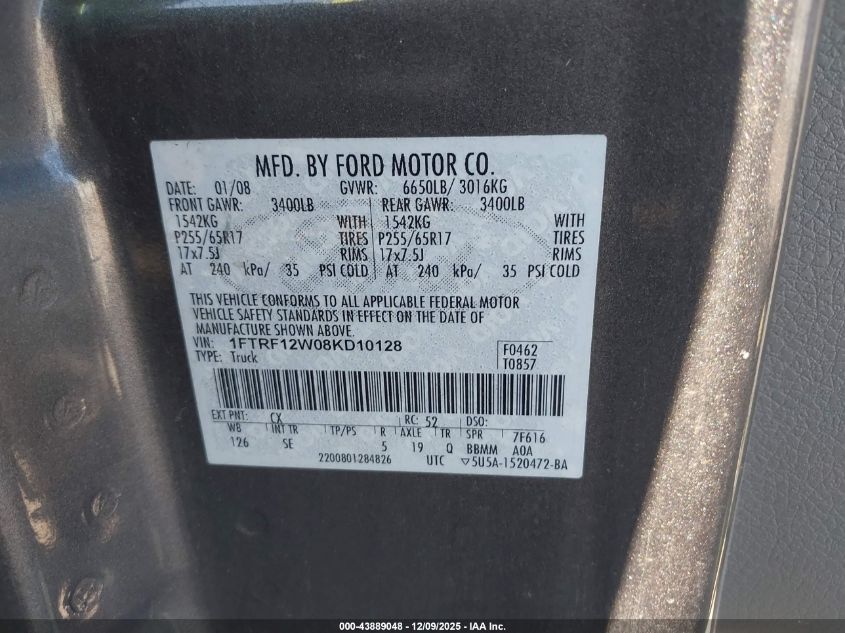 MFD. BY FORD MOTOR CO.
DATE: 01/08 GVWR: 6650LB/ 3016KG
FRONT GAWR: 3400LB REAR GAWR: 3400LB
1542KG WITH 1542KG WITH
P255/65R17 TIRES P255/65R17 TIRES
17x7.5J RIMS 17x7.5J RIMS
AT 240 kPa/ 35 PSI COLD AT 240 kPa/ 35 PSI COLD
THIS VEHICLE CONFORMS TO ALL APPLICABLE FEDERAL MOTOR
VEHICLE SAFETY STANDARDS IN EFFECT ON THE DATE OF
MANUFACTURE SHOWN ABOVE.
VIN: 1FTRF12W08KD10128 F0462
TYPE: Truck T0857
EXT PNT: CX RC: 52 DSO:
WB INT TR TP/PS R AXLE TR SPR 7F616
126 SE 5 19 Q BBMM A0A
2200801284826 UTC ▽5U5A-1520472-BA
000-43889048 - 12/09/2025 - IAA Inc.